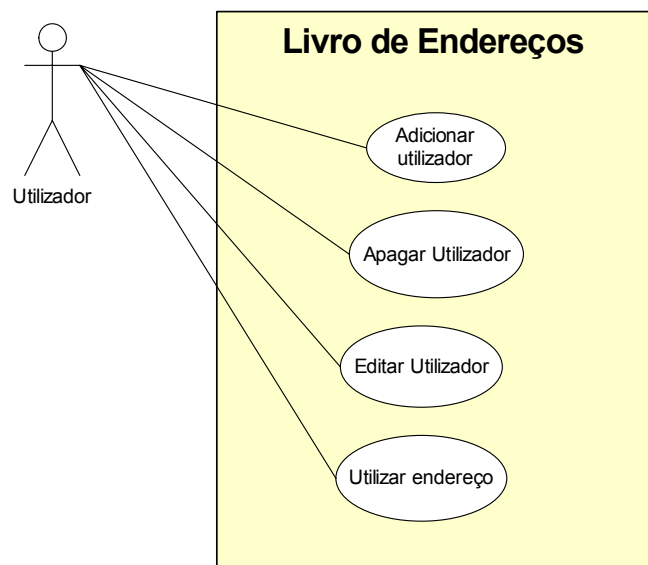 Livro de Endereços
Adicionar
utilizador
Utilizador
Apagar Utilizador
Editar Utilizador
Utilizar endereço